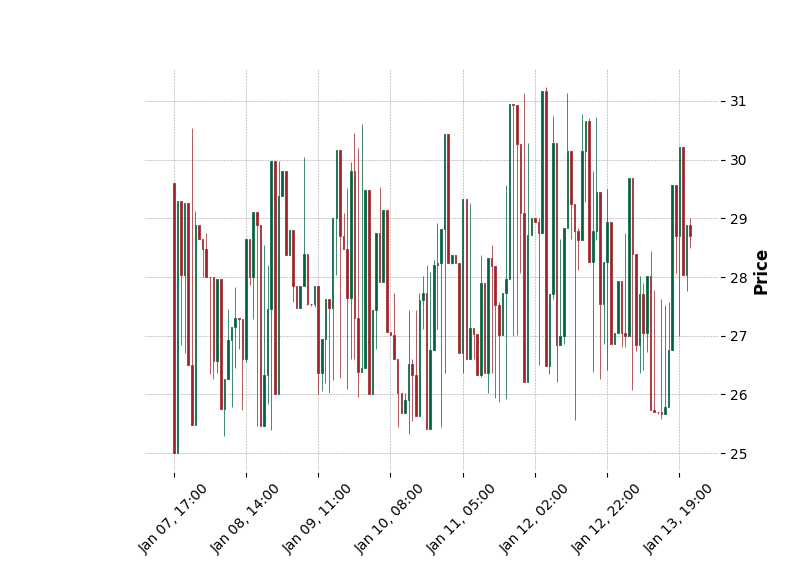 31
30
29
28
27
26
25
Price
Jan 07, 17:00
Jan 08, 14:00
Jan 09, 11:00
Jan 10, 08:00
Jan 11, 05:00
Jan 12, 02:00
Jan 12, 22:00
Jan 13, 19:00